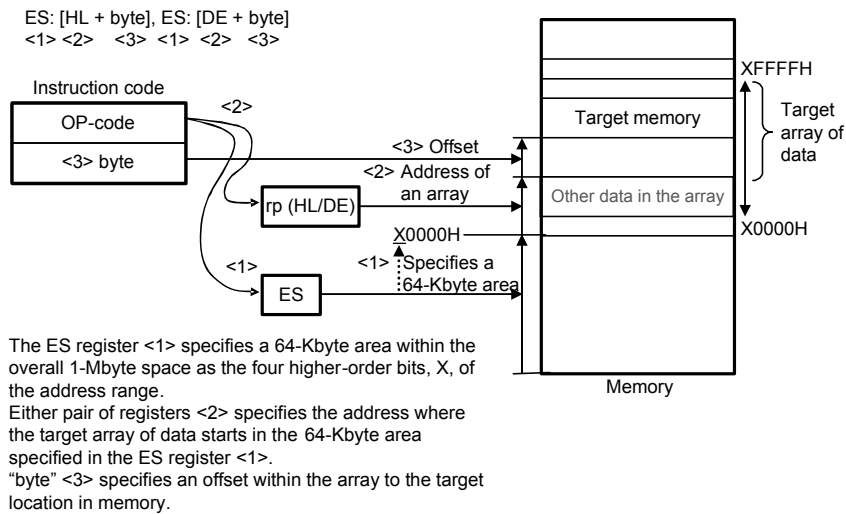 ES: [HL + byte], ES: [DE + byte]
<1> <2> <3> <1> <2> <3>
Instruction code
OP-code
<3> byte
<2>
<1>
rp (HL/DE)
ES
<3> Offset
<2> Address of
an array
X0000H
<1> Specifies a
64-Kbyte area
Target memory
Other data in the array
XFFFFH
Target
array of
data
X0000H
Memory
The ES register <1> specifies a 64-Kbyte area within the
overall 1-Mbyte space as the four higher-order bits, X, of
the address range.
Either pair of registers <2> specifies the address where
the target array of data starts in the 64-Kbyte area
specified in the ES register <1>.
“byte” <3> specifies an offset within the array to the target
location in memory.